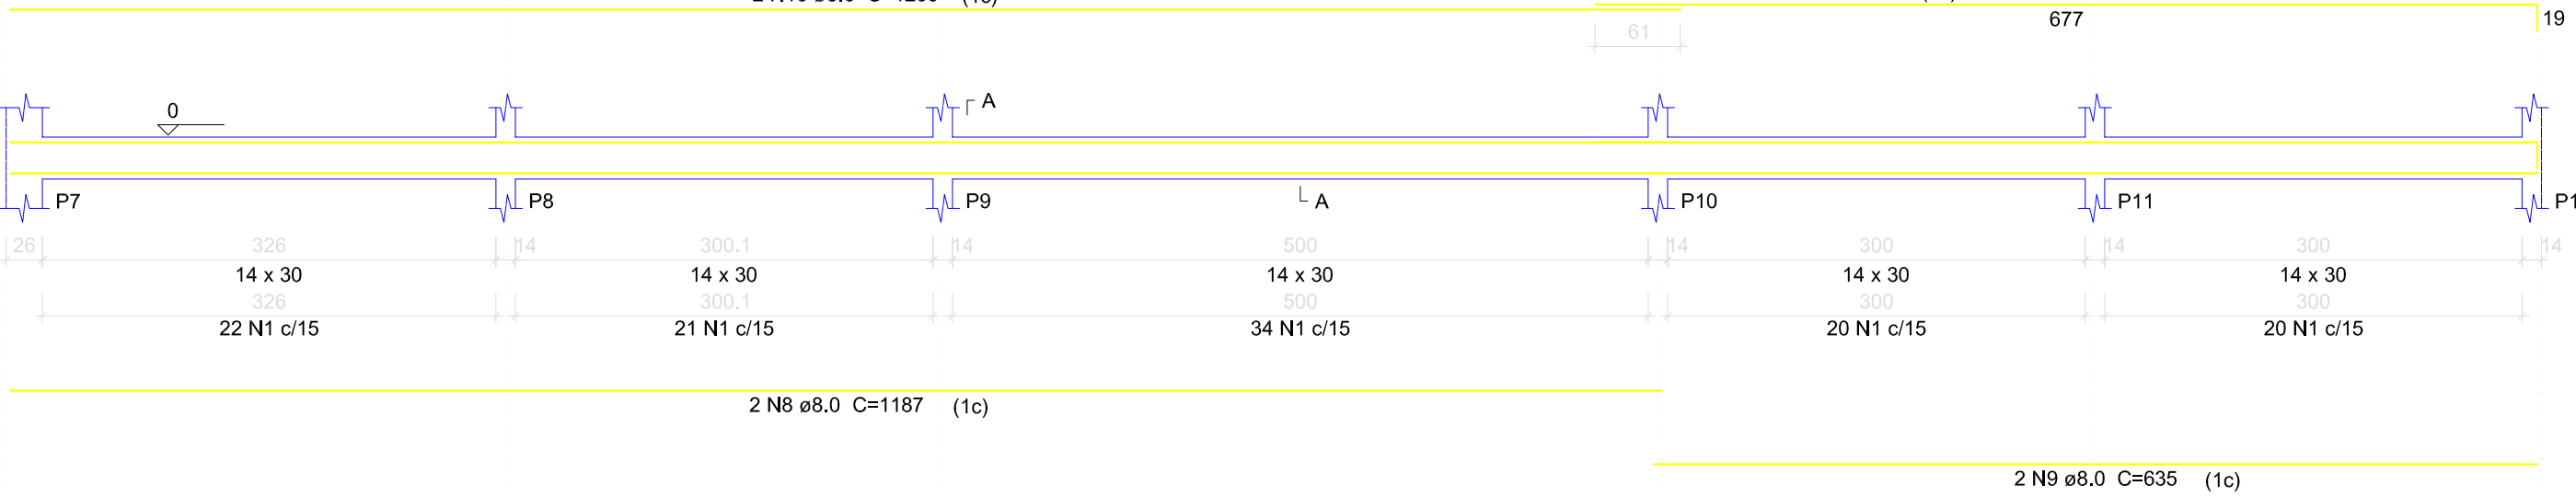 677
19
61
0
A
P7
P8
P9
A
P10
P11
26
326
14
300.1
14
500
14
300
14
300
14
14 x 30
14 x 30
14 x 30
14 x 30
14 x 30
326
300.1
500
300
300
22 N1 c/15
21 N1 c/15
34 N1 c/15
20 N1 c/15
20 N1 c/15
2 N8 ø8.0 C=1187 (1c)
2 N9 ø8.0 C=635 (1c)